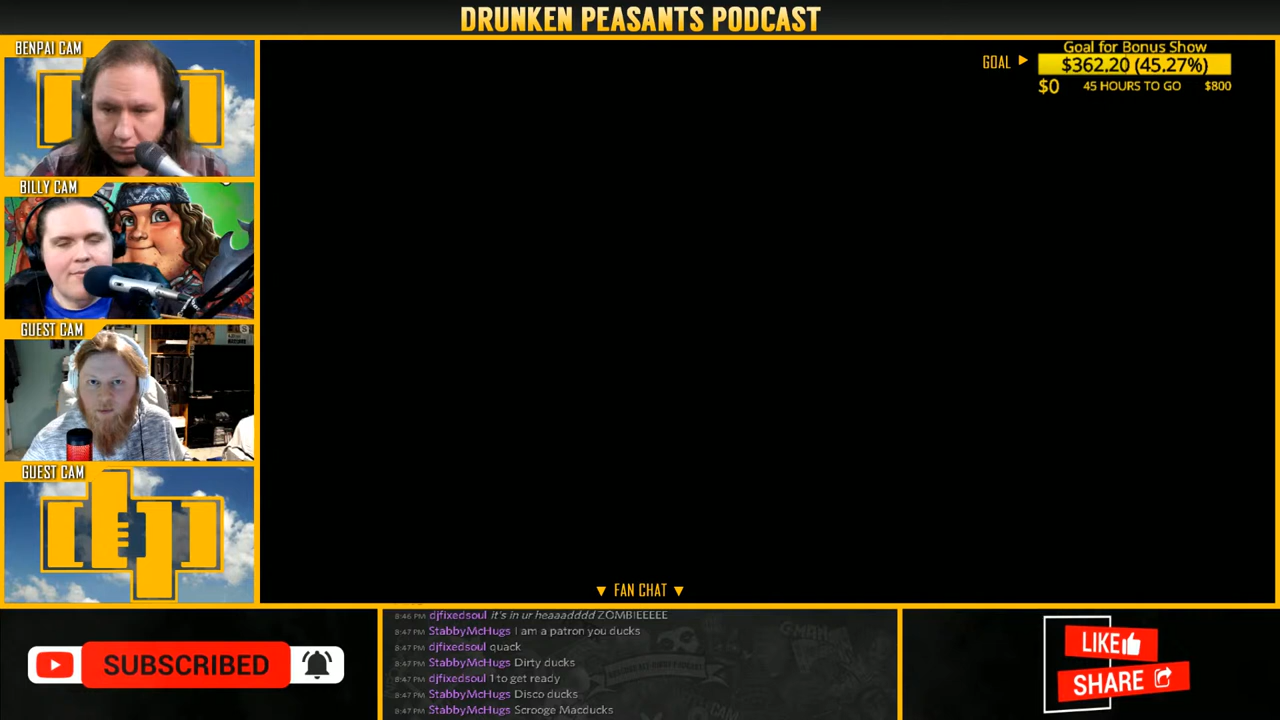 DRUNKEN PEASANTS PODCAST
BENPAI CAM
BILLY CAM
GUEST CAM
GUEST CAM
GOAL
Goal for Bonus Show
$362.20 (45.27%)
$0 45 HOURS TO GO $800
FAN CHAT
8:46 PM djfixedsoul it's in ur heaaadddd ZOMBIEEEEE
8:47 PM StabbyMcHugs I am a patron you ducks
8:47 PM djfixedsoul quack
8:47 PM StabbyMcHugs Dirty ducks
8:47 PM djfixedsoul 1 to get ready
8:47 PM StabbyMcHugs Disco ducks
8:47 PM StabbyMcHugs Scrooge Macducks
SUBSCRIBED
LIKE
SHARE